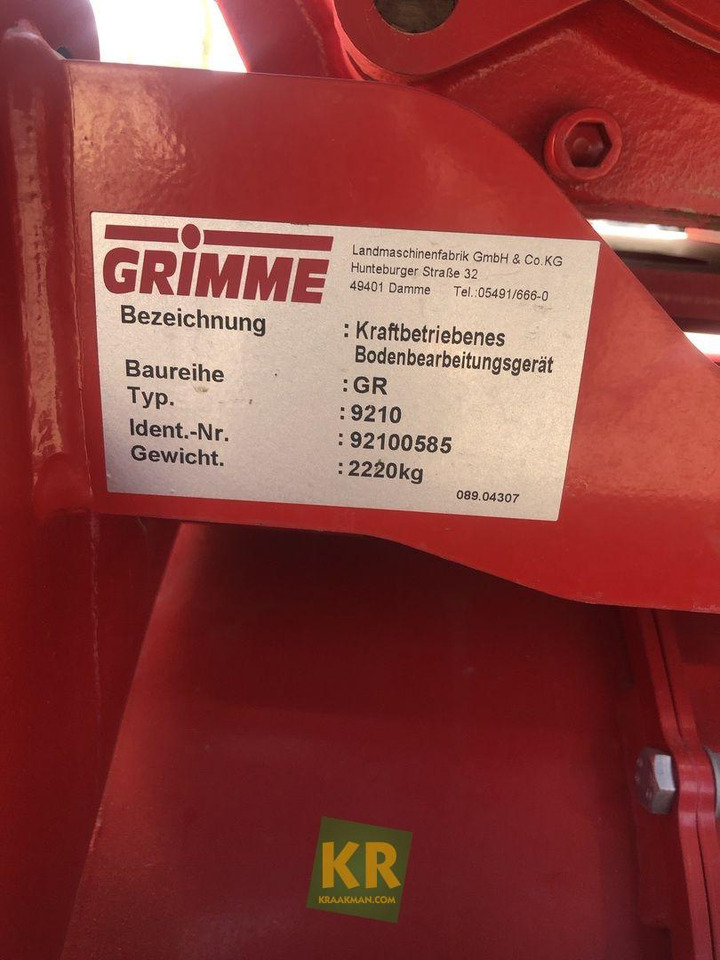 GRIMME
Landmaschinenfabrik GmbH & Co.KG
Hunteburger Straße 32
49401 Damme Tel.:05491/666-0
Bezeichnung : Kraftbetriebenes
Bodenbearbeitungsgerät
Baureihe : GR
Typ. : 9210
Ident.-Nr. : 92100585
Gewicht. : 2220kg
089.04307
KR
KRAAKMAN.COM